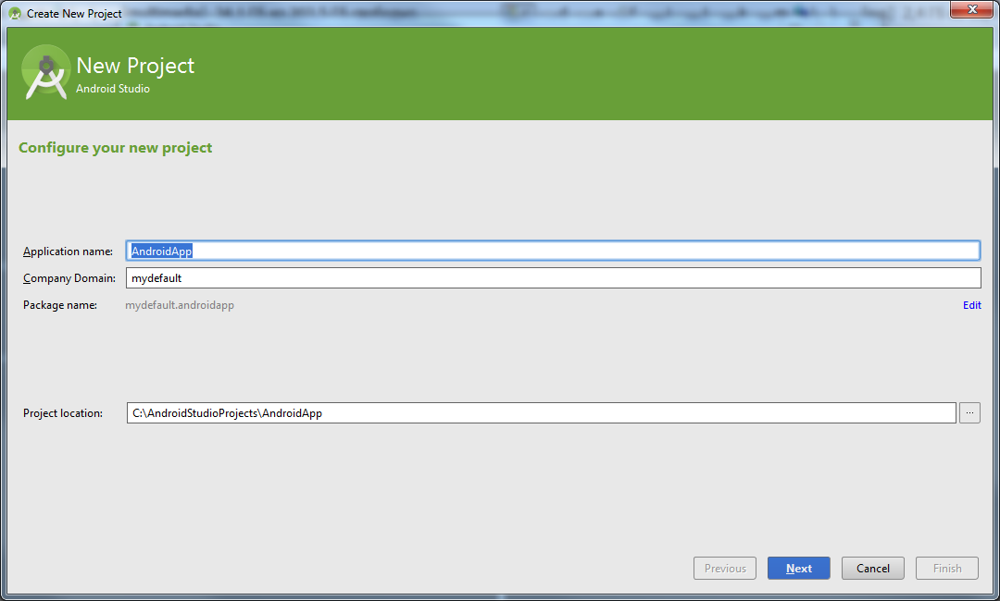 Create New Project
New Project
Android Studio
Configure your new project
Application name: AndroidApp
Company Domain: mydefault
Package name: mydefault.androidapp Edit
Project location: C:\AndroidStudioProjects\AndroidApp ...
Previous Next Cancel Finish